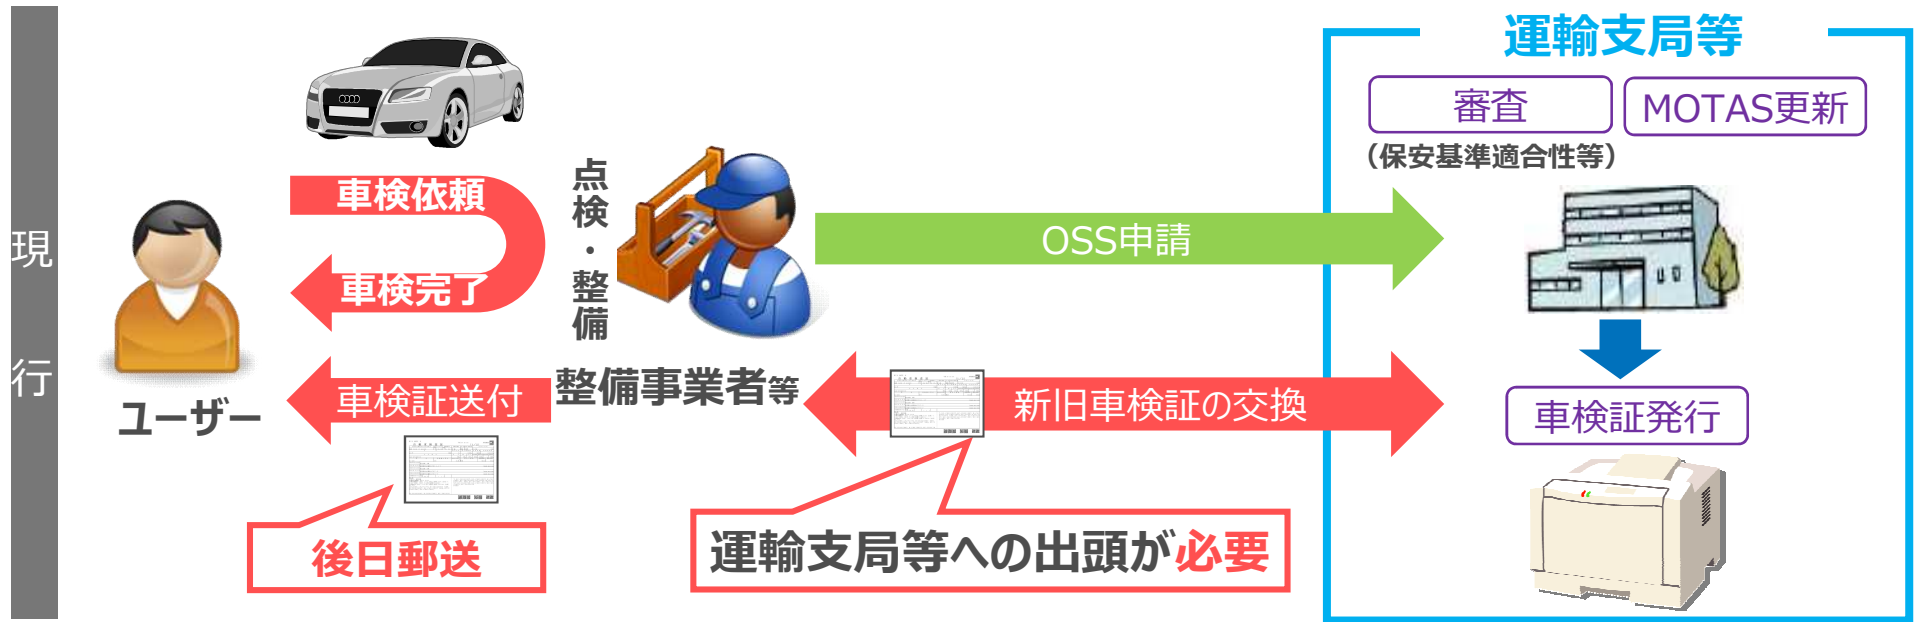 現行
運輸支局等
審査
MOTAS更新
（保安基準適合性等）
車検依頼
車検完了
点検・整備
OSS申請
ユーザー
車検証送付
整備事業者等
新旧車検証の交換
車検証発行
後日郵送
運輸支局等への出頭が必要